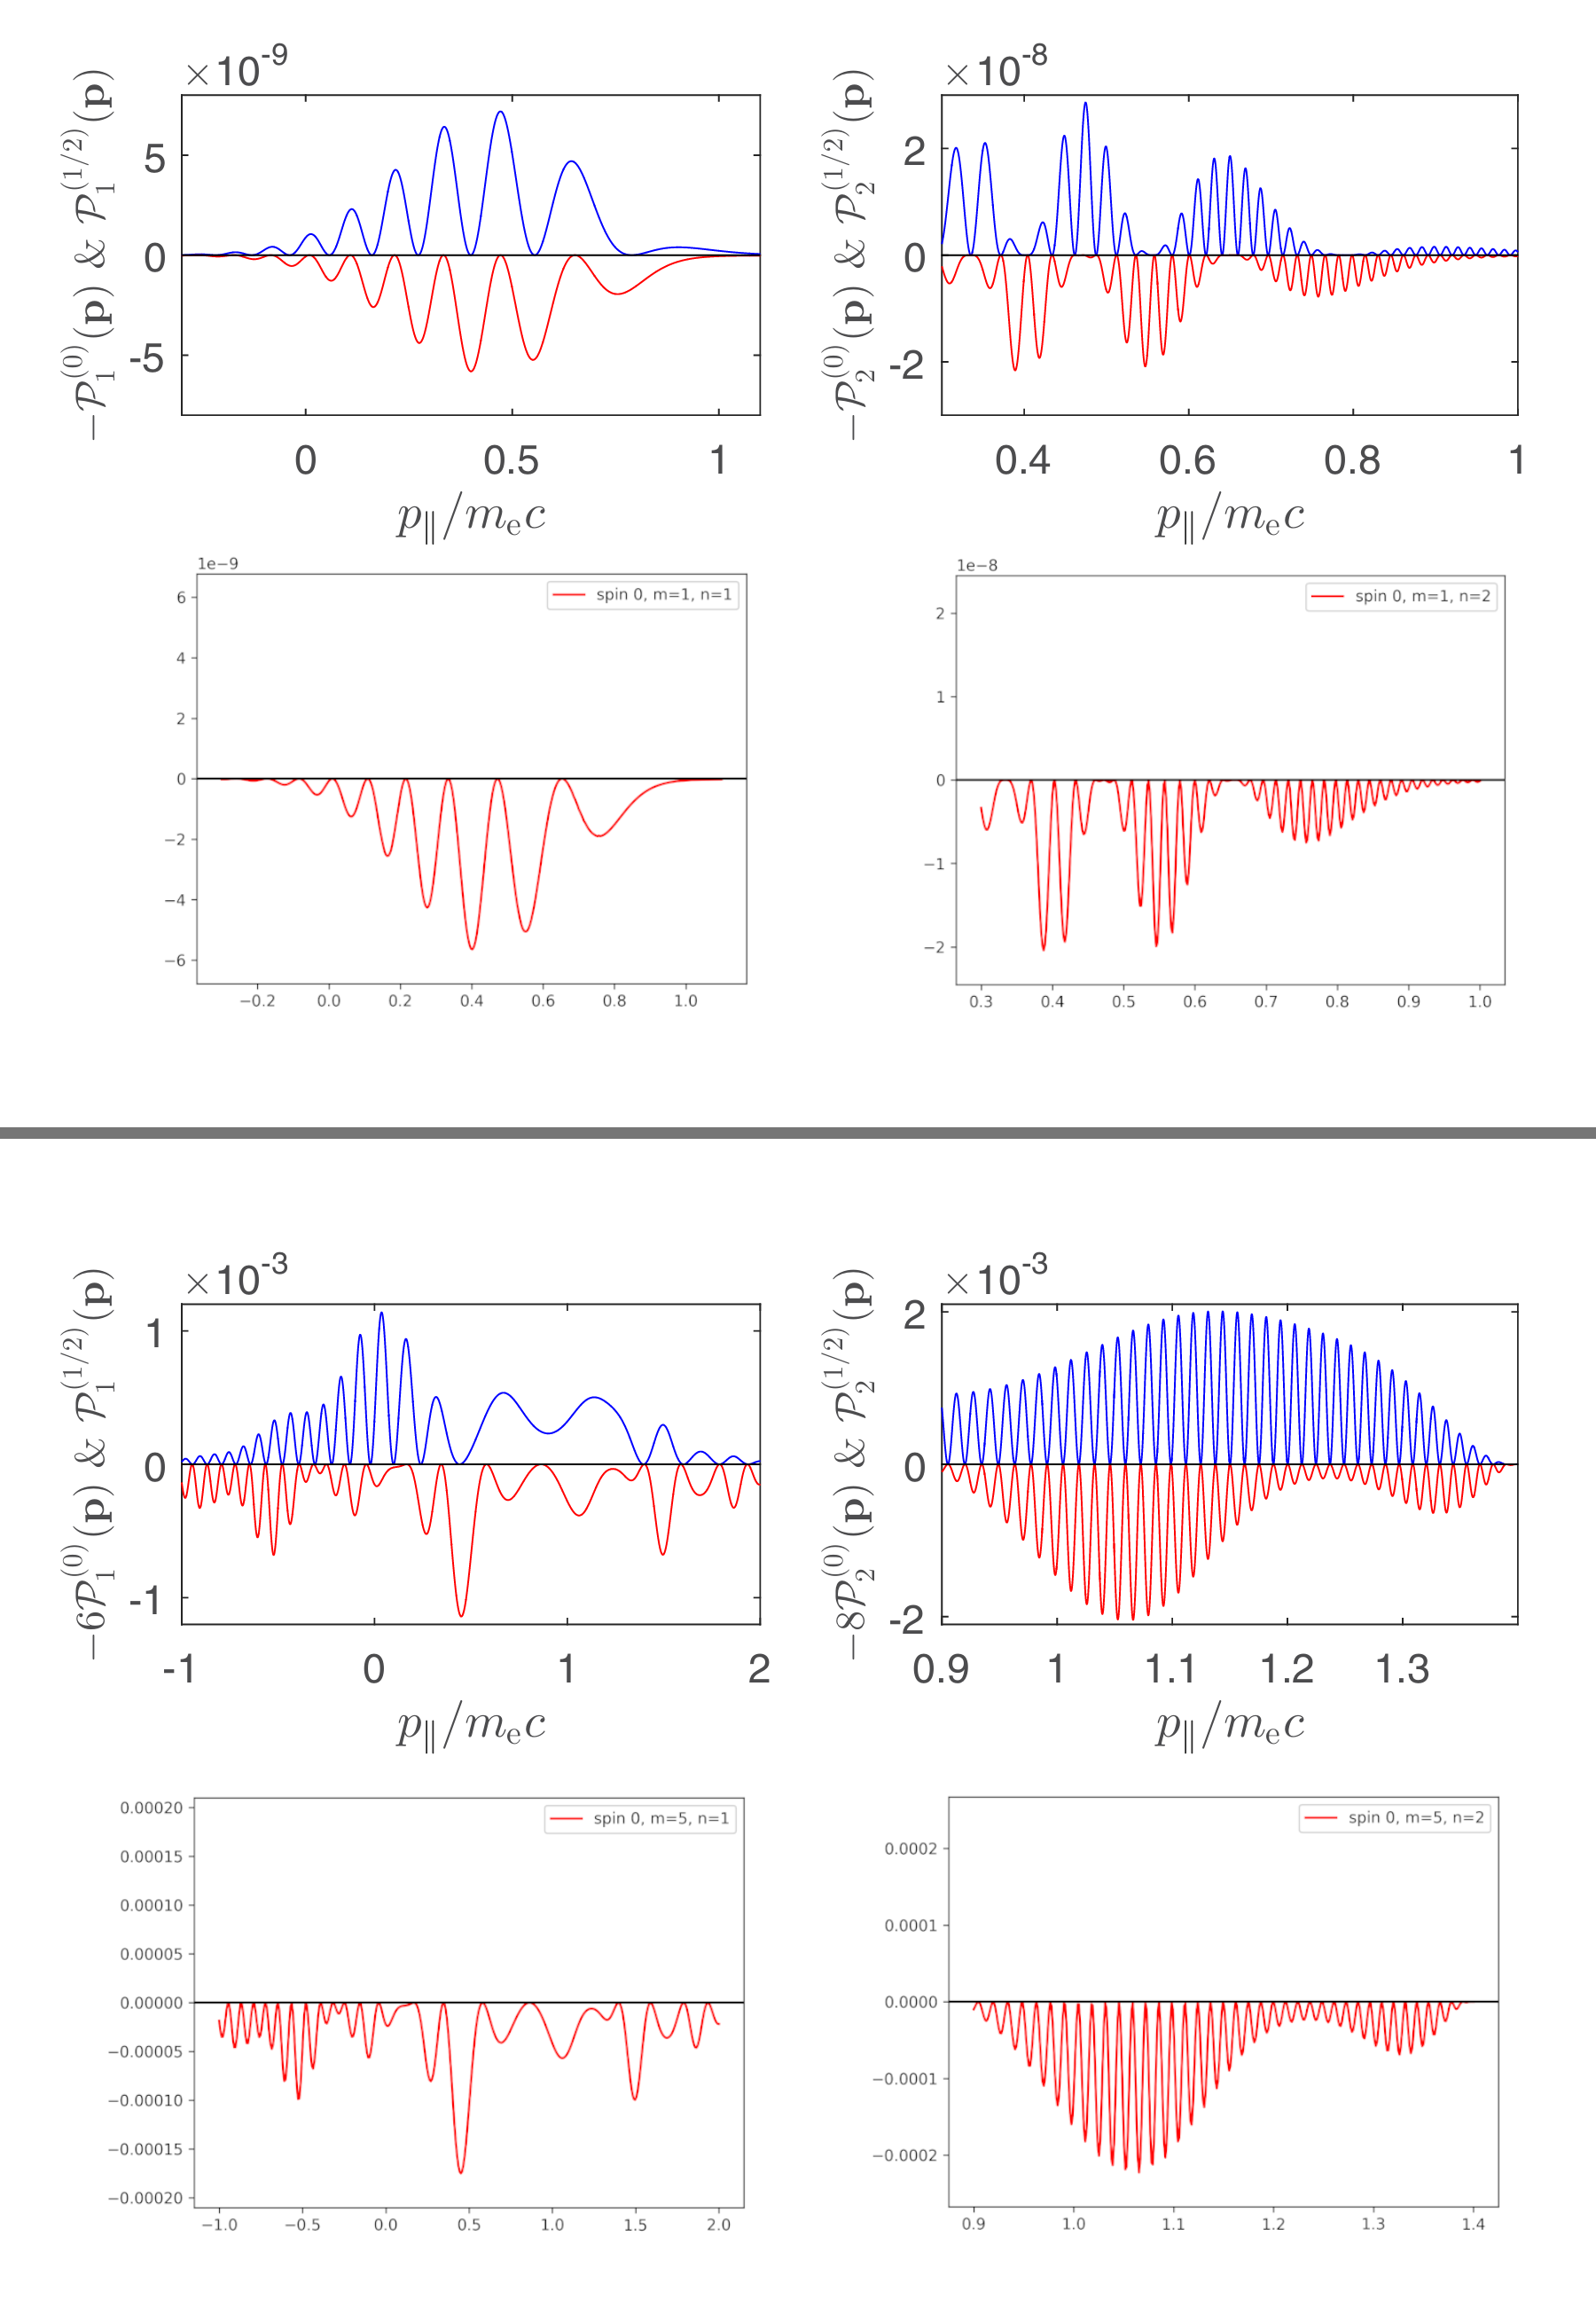 ×10⁻⁹
5
0
-5
−𝒫₁⁽⁰⁾(𝐩) & 𝒫₁⁽¹ᐟ²⁾(𝐩)
0 0.5 1
p∥/mₑc
×10⁻⁸
2
0
-2
−𝒫₂⁽⁰⁾(𝐩) & 𝒫₂⁽¹ᐟ²⁾(𝐩)
0.4 0.6 0.8 1
p∥/mₑc
1e−9
spin 0, m=1, n=1
6
4
2
0
−2
−4
−6
−0.2 0.0 0.2 0.4 0.6 0.8 1.0
1e−8
spin 0, m=1, n=2
2
1
0
−1
−2
0.3 0.4 0.5 0.6 0.7 0.8 0.9 1.0
×10⁻³
1
0
-1
−6𝒫₁⁽⁰⁾(𝐩) & 𝒫₁⁽¹ᐟ²⁾(𝐩)
-1 0 1 2
p∥/mₑc
×10⁻³
2
0
-2
−8𝒫₂⁽⁰⁾(𝐩) & 𝒫₂⁽¹ᐟ²⁾(𝐩)
0.9 1 1.1 1.2 1.3
p∥/mₑc
spin 0, m=5, n=1
0.00020
0.00015
0.00010
0.00005
0.00000
−0.00005
−0.00010
−0.00015
−0.00020
−1.0 −0.5 0.0 0.5 1.0 1.5 2.0
spin 0, m=5, n=2
0.0002
0.0001
0.0000
−0.0001
−0.0002
0.9 1.0 1.1 1.2 1.3 1.4